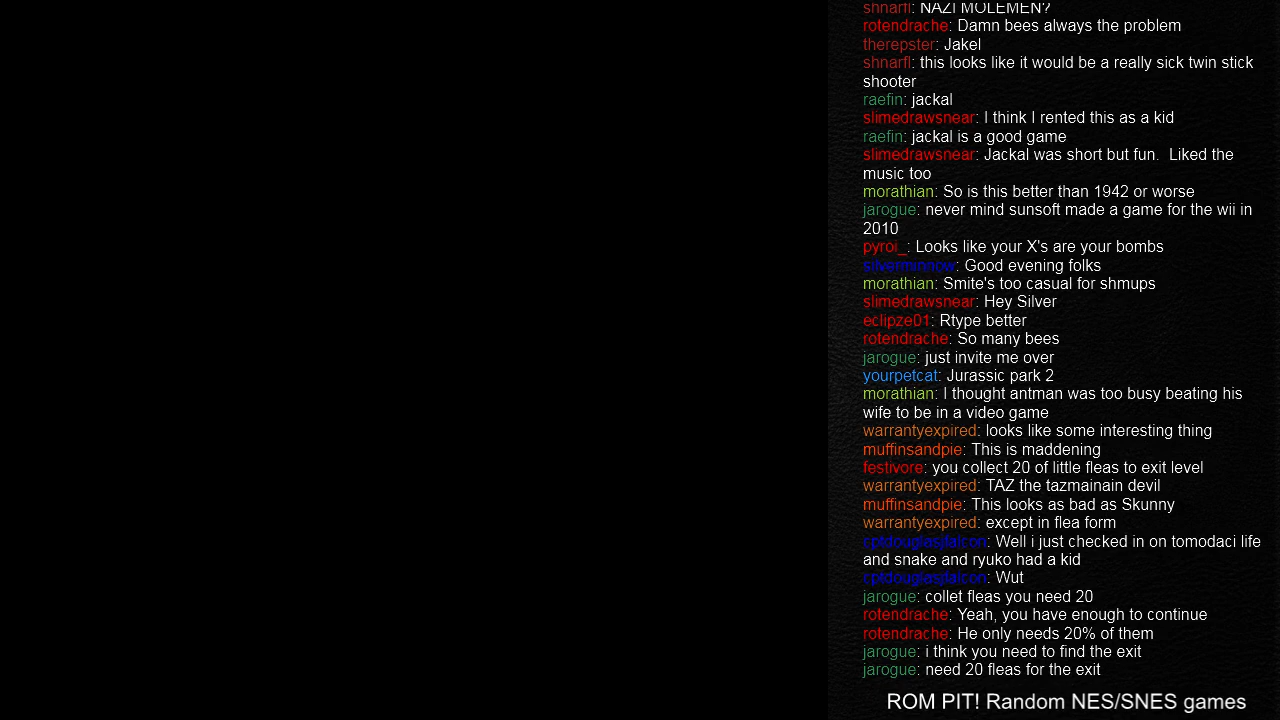 shnarfl: NAZI MOLEMEN?
rotendrache: Damn bees always the problem
therepster: Jakel
shnarfl: this looks like it would be a really sick twin stick
shooter
raefin: jackal
slimedrawsnear: I think I rented this as a kid
raefin: jackal is a good game
slimedrawsnear: Jackal was short but fun.  Liked the
music too
morathian: So is this better than 1942 or worse
jarogue: never mind sunsoft made a game for the wii in
2010
pyroi_: Looks like your X's are your bombs
silverminnow: Good evening folks
morathian: Smite's too casual for shmups
slimedrawsnear: Hey Silver
eclipze01: Rtype better
rotendrache: So many bees
jarogue: just invite me over
yourpetcat: Jurassic park 2
morathian: I thought antman was too busy beating his
wife to be in a video game
warrantyexpired: looks like some interesting thing
muffinsandpie: This is maddening
festivore: you collect 20 of little fleas to exit level
warrantyexpired: TAZ the tazmainain devil
muffinsandpie: This looks as bad as Skunny
warrantyexpired: except in flea form
cptdouglasjfalcon: Well i just checked in on tomodaci life
and snake and ryuko had a kid
cptdouglasjfalcon: Wut
jarogue: collet fleas you need 20
rotendrache: Yeah, you have enough to continue
rotendrache: He only needs 20% of them
jarogue: i think you need to find the exit
jarogue: need 20 fleas for the exit
ROM PIT! Random NES/SNES games